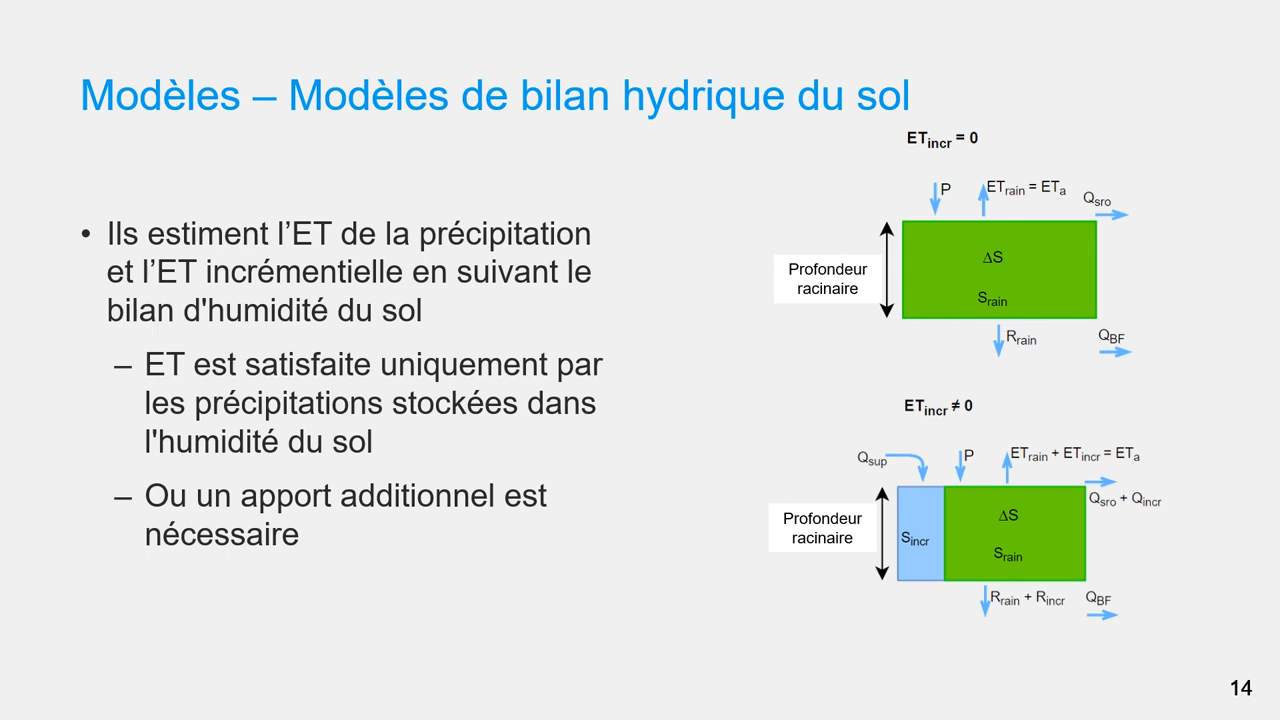 Modèles – Modèles de bilan hydrique du sol
• Ils estiment l’ET de la précipitation
et l’ET incrémentielle en suivant le
bilan d'humidité du sol
– ET est satisfaite uniquement par
les précipitations stockées dans
l'humidité du sol
– Ou un apport additionnel est
nécessaire
ETincr = 0
P
ETrain = ETa
Qsro
Profondeur
racinaire
ΔS
Srain
Rrain
QBF
ETincr ≠ 0
Qsup
P
ETrain + ETincr = ETa
Qsro + Qincr
Profondeur
racinaire
Sincr
ΔS
Srain
Rrain + Rincr
QBF
14